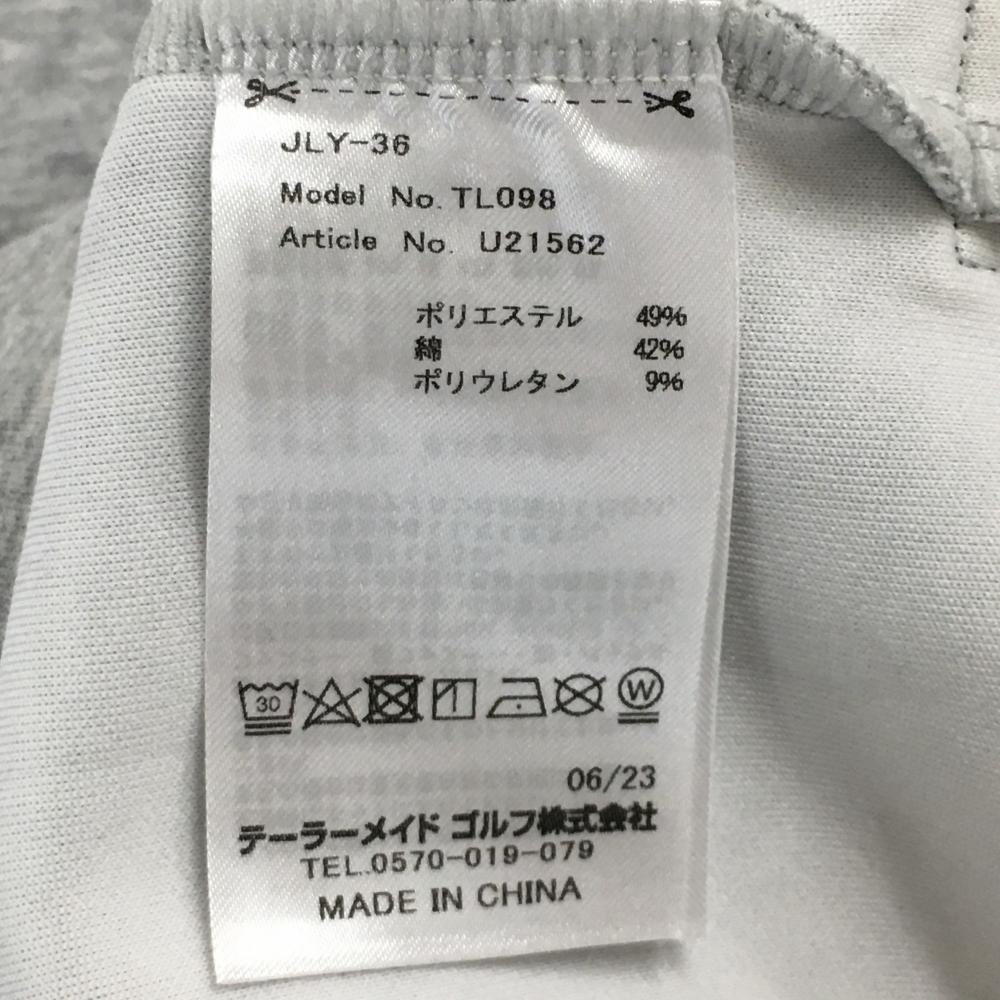 JLY-36
Model No. TL098
Article No. U21562
ポリエステル 49%
綿 42%
ポリウレタン 9%
30 W
06/23
テーラーメイド ゴルフ株式会社
TEL.0570-019-079
MADE IN CHINA